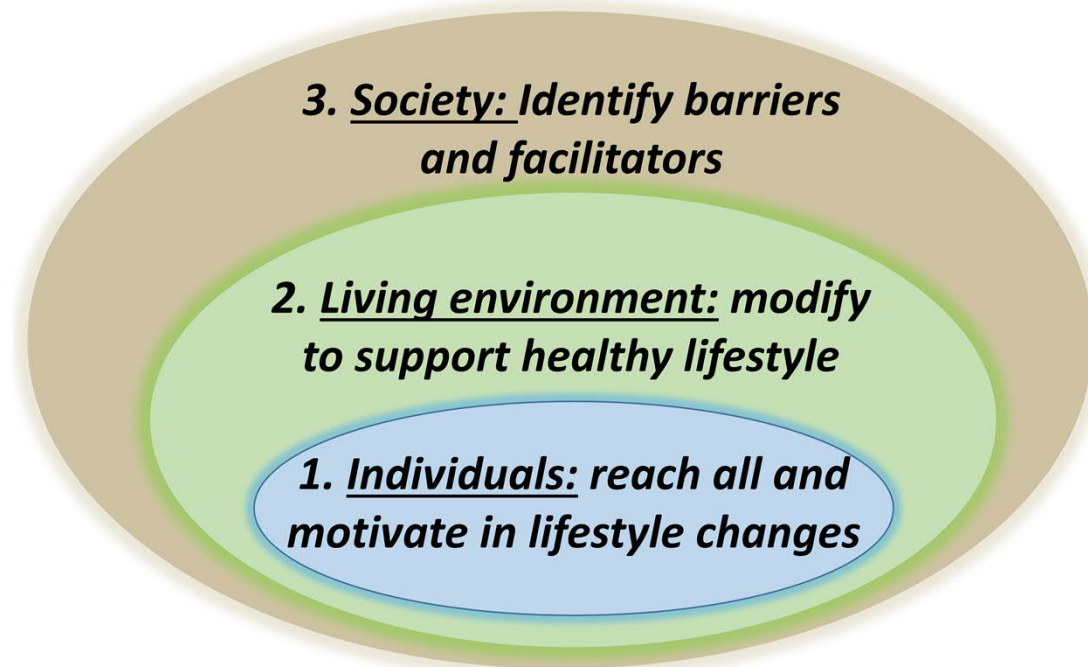 3. Society: Identify barriers
and facilitators
2. Living environment: modify
to support healthy lifestyle
1. Individuals: reach all and
motivate in lifestyle changes